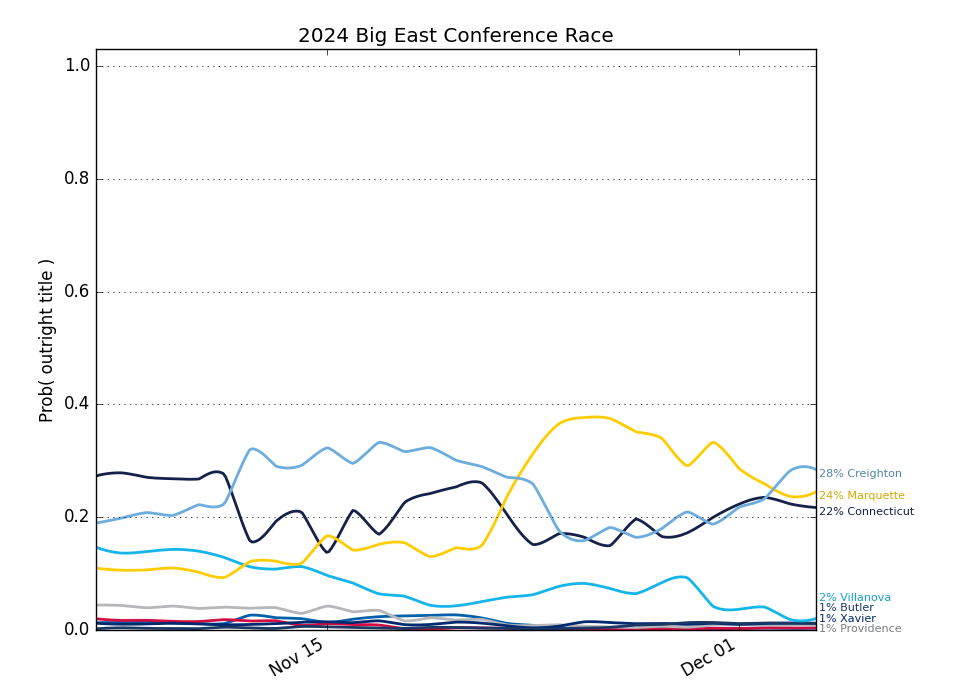 2024 Big East Conference Race
Prob( outright title )
1.0
0.8
0.6
0.4
0.2
0.0
Nov 15
Dec 01
28% Creighton
24% Marquette
22% Connecticut
2% Villanova
1% Butler
1% Xavier
1% Providence